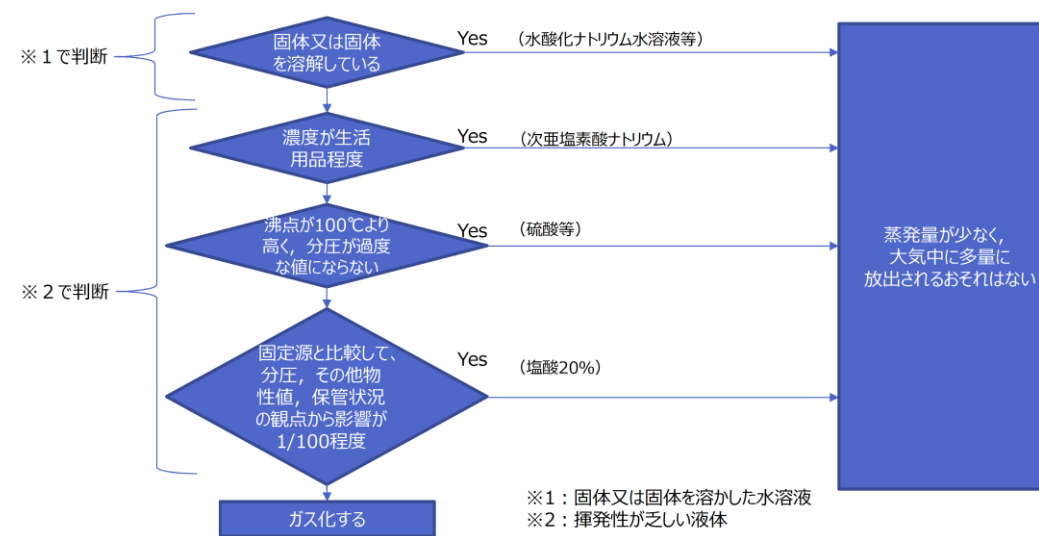 ※１で判断
固体又は固体
を溶解している
Yes
（水酸化ナトリウム水溶液等）
濃度が生活
用品程度
Yes
（次亜塩素酸ナトリウム）
沸点が100℃より
高く，分圧が過度
な値にならない
Yes
（硫酸等）
※２で判断
固定源と比較して、
分圧，その他物
性値，保管状況
の観点から影響が
1/100程度
Yes
（塩酸20%）
蒸発量が少なく，
大気中に多量に
放出されるおそれはない
ガス化する
※1：固体又は固体を溶かした水溶液
※2：揮発性が乏しい液体